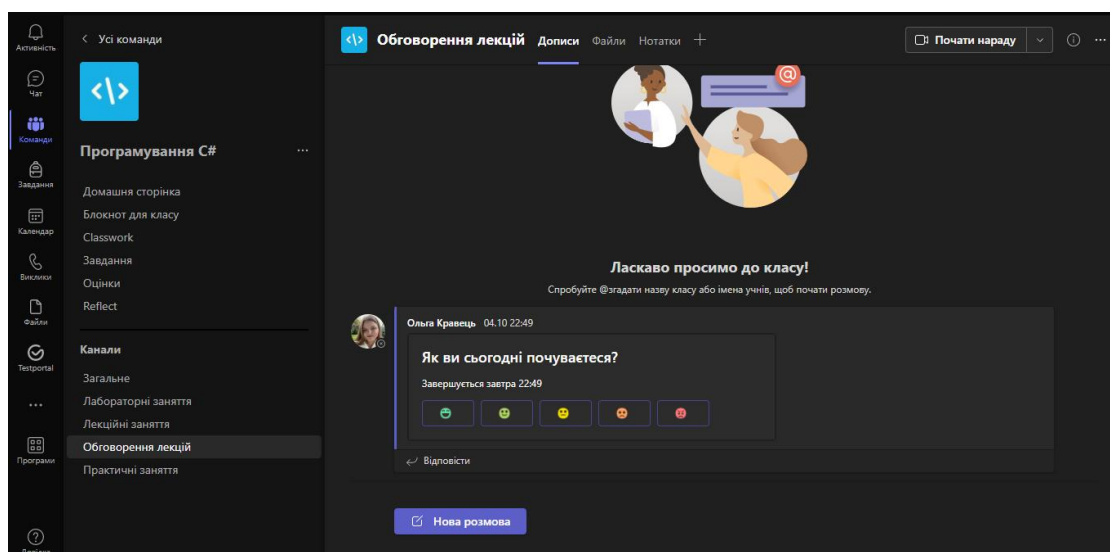 Активність
Чат
Команди
Завдання
Календар
Виклики
Файли
Testportal
Програми
Усі команди
Програмування C#
Домашня сторінка
Блокнот для класу
Classwork
Завдання
Оцінки
Reflect
Канали
Загальне
Лабораторні заняття
Лекційні заняття
Обговорення лекцій
Практичні заняття
Обговорення лекцій Дописи Файли Нотатки
Почати нараду
Ласкаво просимо до класу!
Спробуйте @згадати назву класу або імена учнів, щоб почати розмову.
Ольга Кравець 04.10 22:49
Як ви сьогодні почуваєтеся?
Завершується завтра 22:49
Відповісти
Нова розмова